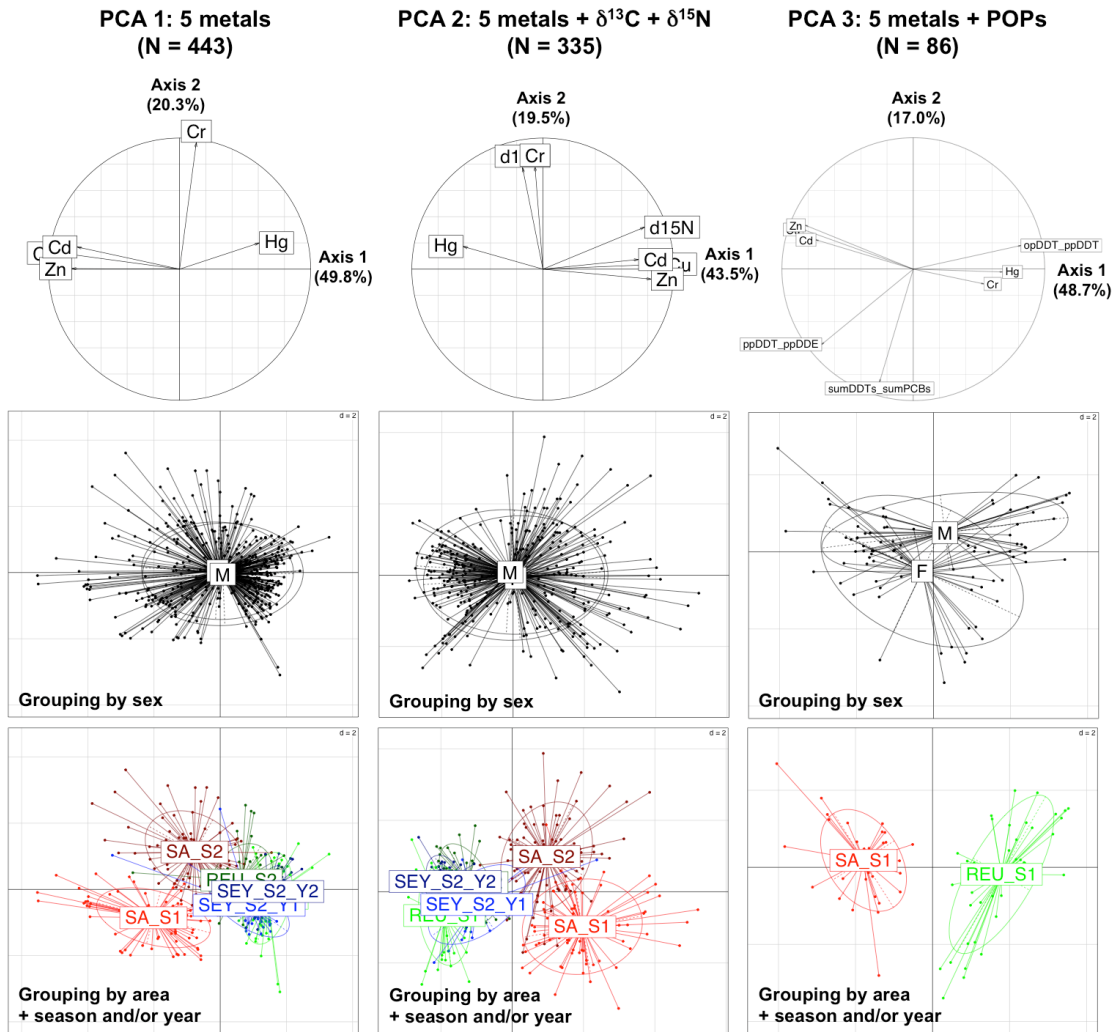 PCA 1: 5 metals
(N = 443)
PCA 2: 5 metals + δ¹³C + δ¹⁵N
(N = 335)
PCA 3: 5 metals + POPs
(N = 86)
Axis 2
(20.3%)
Cr
Cd
Zn
Hg
Axis 1
(49.8%)
Axis 2
(19.5%)
d1
Cr
d15N
Hg
Cd
Zn
Axis 1
(43.5%)
Axis 2
(17.0%)
Zn
Cd
opDDT_ppDDT
Hg
Cr
Axis 1
(48.7%)
ppDDT_ppDDE
sumDDTs_sumPCBs
d = 2
M
Grouping by sex
d = 2
M
Grouping by sex
d = 2
M
F
Grouping by sex
d = 2
SA_S2
REU_S2
SEY_S2_Y2
SEY_S2_Y1
SA_S1
Grouping by area
+ season and/or year
d = 2
SA_S2
SEY_S2_Y2
SEY_S2_Y1
REU_S1
SA_S1
Grouping by area
+ season and/or year
d = 2
SA_S1
REU_S1
Grouping by area
+ season and/or year